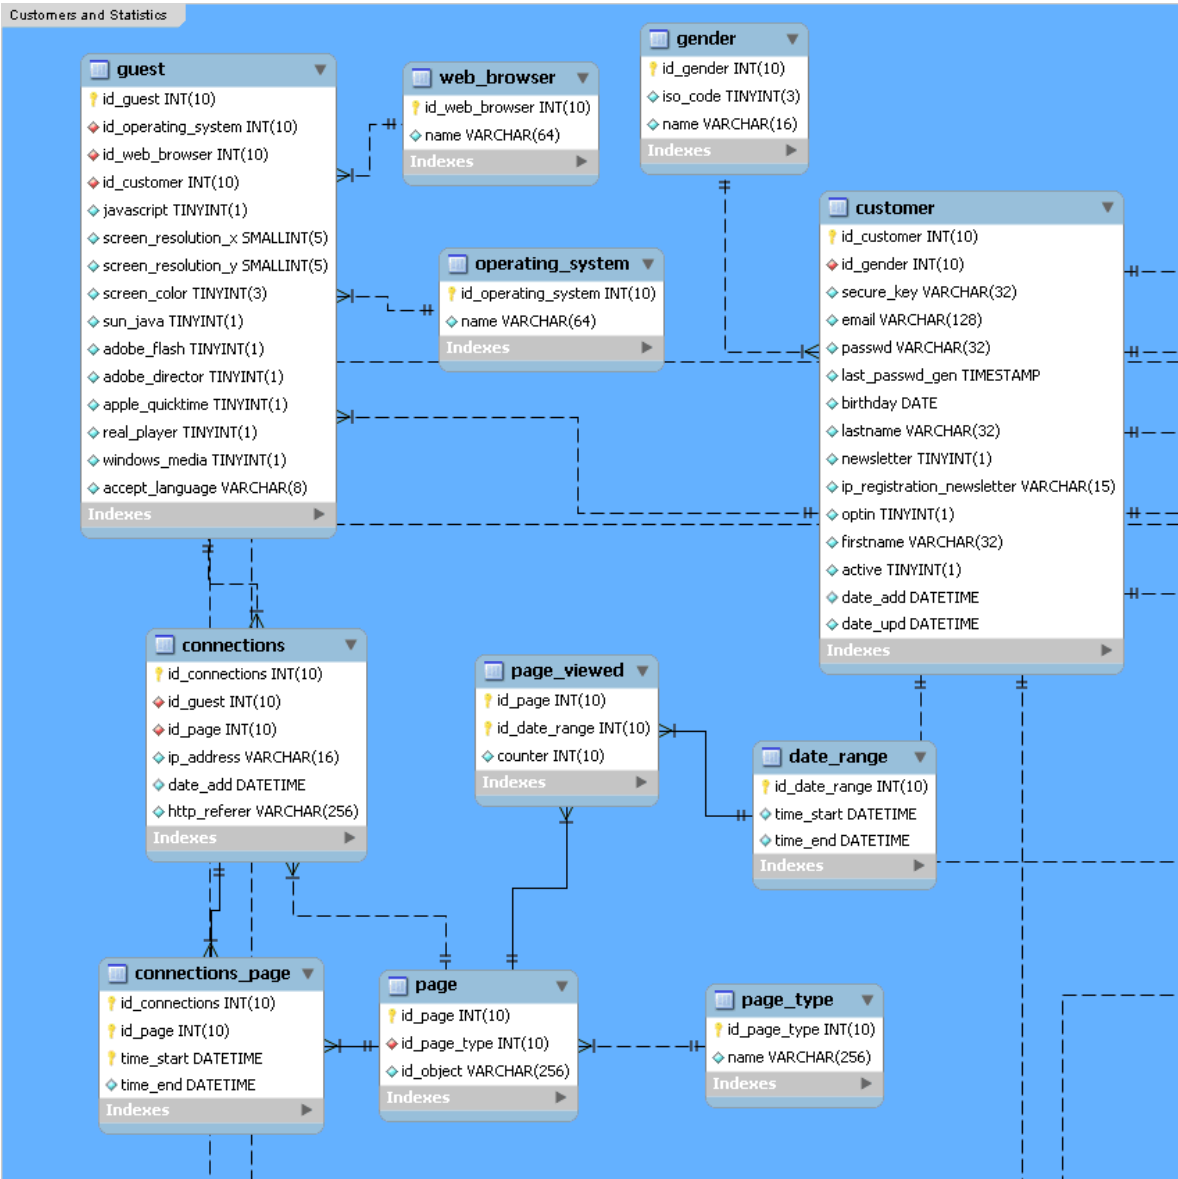 Customers and Statistics
guest
id_guest INT(10)
id_operating_system INT(10)
id_web_browser INT(10)
id_customer INT(10)
javascript TINYINT(1)
screen_resolution_x SMALLINT(5)
screen_resolution_y SMALLINT(5)
screen_color TINYINT(3)
sun_java TINYINT(1)
adobe_flash TINYINT(1)
adobe_director TINYINT(1)
apple_quicktime TINYINT(1)
real_player TINYINT(1)
windows_media TINYINT(1)
accept_language VARCHAR(8)
Indexes
web_browser
id_web_browser INT(10)
name VARCHAR(64)
Indexes
gender
id_gender INT(10)
iso_code TINYINT(3)
name VARCHAR(16)
Indexes
operating_system
id_operating_system INT(10)
name VARCHAR(64)
Indexes
customer
id_customer INT(10)
id_gender INT(10)
secure_key VARCHAR(32)
email VARCHAR(128)
passwd VARCHAR(32)
last_passwd_gen TIMESTAMP
birthday DATE
lastname VARCHAR(32)
newsletter TINYINT(1)
ip_registration_newsletter VARCHAR(15)
optin TINYINT(1)
firstname VARCHAR(32)
active TINYINT(1)
date_add DATETIME
date_upd DATETIME
Indexes
connections
id_connections INT(10)
id_guest INT(10)
id_page INT(10)
ip_address VARCHAR(16)
date_add DATETIME
http_referer VARCHAR(256)
Indexes
page_viewed
id_page INT(10)
id_date_range INT(10)
counter INT(10)
Indexes
date_range
id_date_range INT(10)
time_start DATETIME
time_end DATETIME
Indexes
connections_page
id_connections INT(10)
id_page INT(10)
time_start DATETIME
time_end DATETIME
Indexes
page
id_page INT(10)
id_page_type INT(10)
id_object VARCHAR(256)
Indexes
page_type
id_page_type INT(10)
name VARCHAR(256)
Indexes